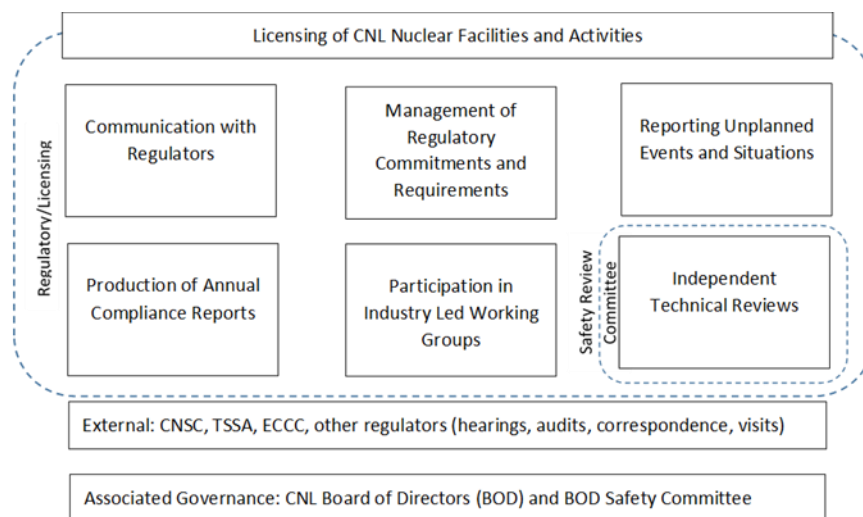 Licensing of CNL Nuclear Facilities and Activities
Regulatory/Licensing
Communication with
Regulators
Management of
Regulatory
Commitments and
Requirements
Reporting Unplanned
Events and Situations
Production of Annual
Compliance Reports
Participation in
Industry Led Working
Groups
Safety Review
Committee
Independent
Technical Reviews
External: CNSC, TSSA, ECCC, other regulators (hearings, audits, correspondence, visits)
Associated Governance: CNL Board of Directors (BOD) and BOD Safety Committee